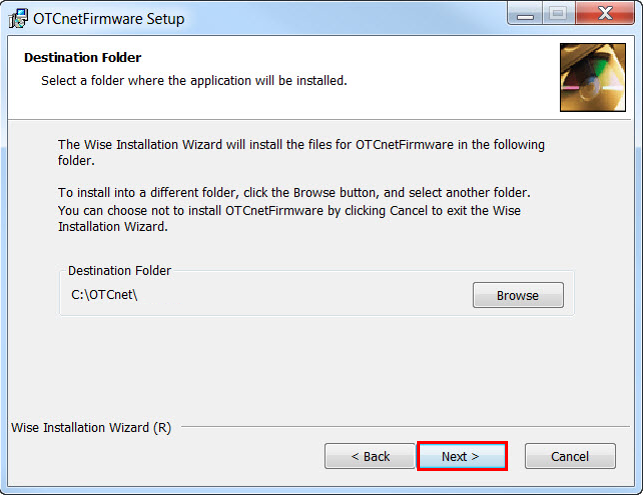 OTCnetFirmware Setup
Destination Folder
Select a folder where the application will be installed.
The Wise Installation Wizard will install the files for OTCnetFirmware in the following
folder.
To install into a different folder, click the Browse button, and select another folder.
You can choose not to install OTCnetFirmware by clicking Cancel to exit the Wise
Installation Wizard.
Destination Folder
C:\OTCnet\
Browse
Wise Installation Wizard (R)
< Back
Next >
Cancel